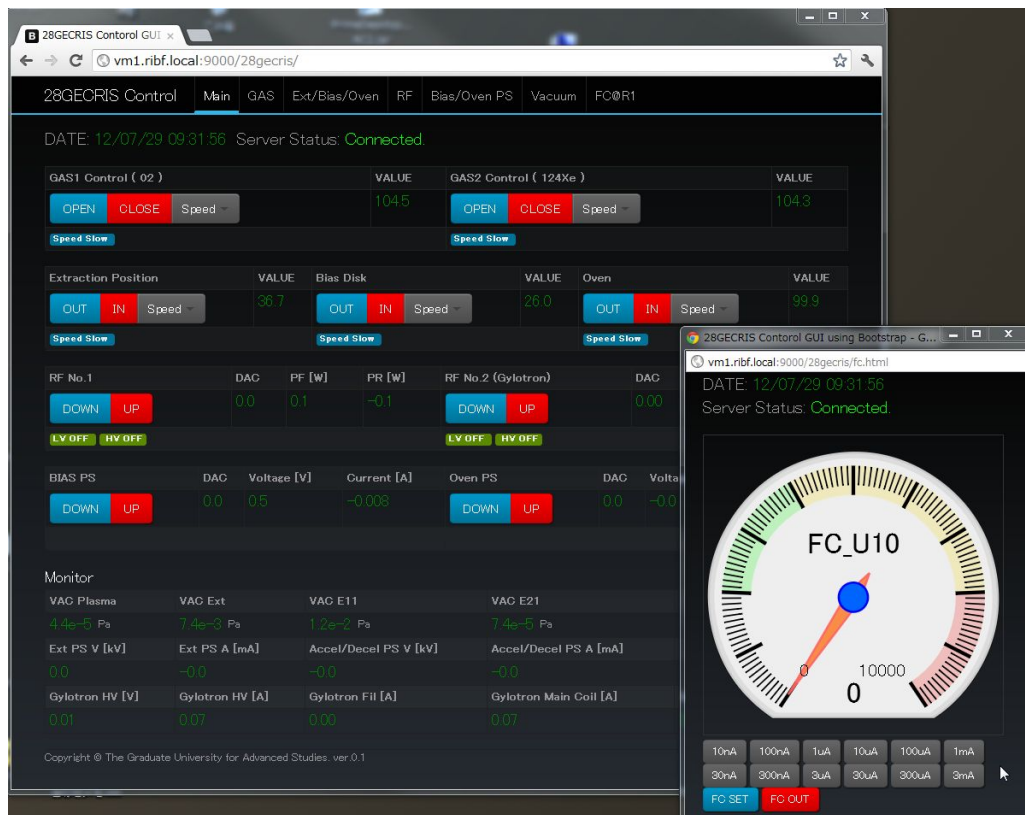 28GECRIS Contorol GUI
vm1.ribf.local:9000/28gecris/
28GECRIS Control Main GAS Ext/Bias/Oven RF Bias/Oven PS Vacuum FC@R1
DATE: 12/07/29 09:31:56 Server Status: Connected.
GAS1 Control ( 02 ) VALUE GAS2 Control ( 124Xe ) VALUE
OPEN CLOSE Speed 104.5 OPEN CLOSE Speed 104.3
Speed Slow Speed Slow
Extraction Position VALUE Bias Disk VALUE Oven VALUE
OUT IN Speed 36.7 OUT IN Speed 26.0 OUT IN Speed 99.9
Speed Slow Speed Slow Speed Slow
RF No.1 DAC PF [W] PR [W] RF No.2 (Gylotron) DAC
DOWN UP 0.0 0.1 -0.1 DOWN UP 0.00
LV OFF HV OFF LV OFF HV OFF
BIAS PS DAC Voltage [V] Current [A] Oven PS DAC Volta
DOWN UP 0.0 0.5 -0.008 DOWN UP 0.0 -0.0
Monitor
VAC Plasma VAC Ext VAC E11 VAC E21
4.4e-5 Pa 7.4e-3 Pa 1.2e-2 Pa 7.4e-5 Pa
Ext PS V [kV] Ext PS A [mA] Accel/Decel PS V [kV] Accel/Decel PS A [mA]
0.0 -0.0 -0.0 -0.0
Gylotron HV [V] Gylotron HV [A] Gylotron Fil [A] Gylotron Main Coil [A]
0.01 0.07 0.00 0.07
Copyright © The Graduate University for Advanced Studies. ver.0.1
28GECRIS Contorol GUI using Bootstrap - G...
vm1.ribf.local:9000/28gecris/fc.html
DATE: 12/07/29 09:31:56
Server Status: Connected.
FC_U10
0 10000
0
10nA 100nA 1uA 10uA 100uA 1mA
30nA 300nA 3uA 30uA 300uA 3mA
FC SET FC OUT